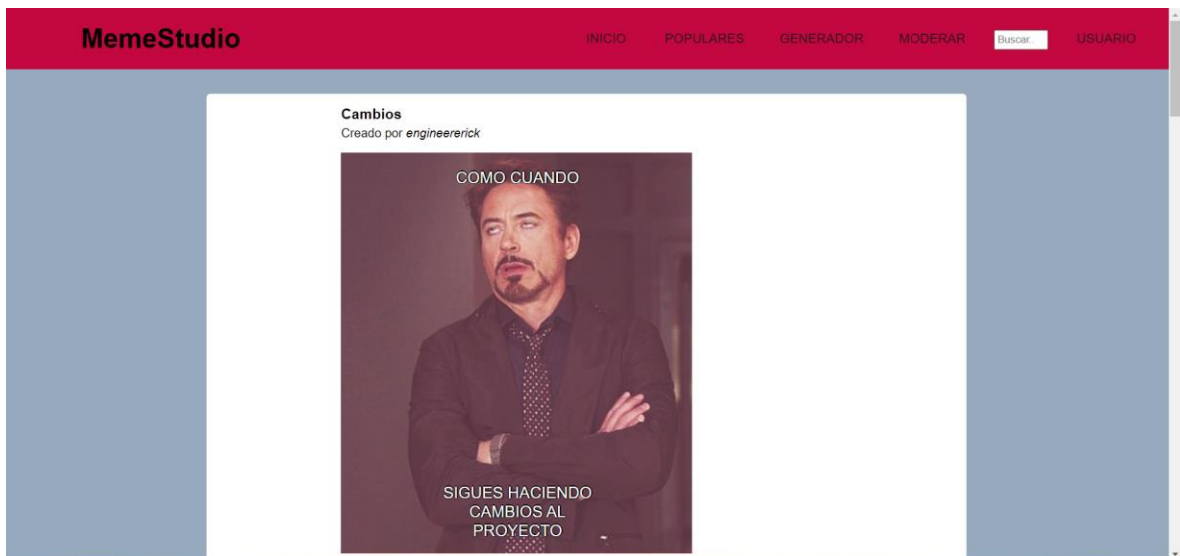 MemeStudio
INICIO POPULARES GENERADOR MODERAR Buscar.. USUARIO
Cambios
Creado por engineererick
COMO CUANDO
SIGUES HACIENDO
CAMBIOS AL
PROYECTO